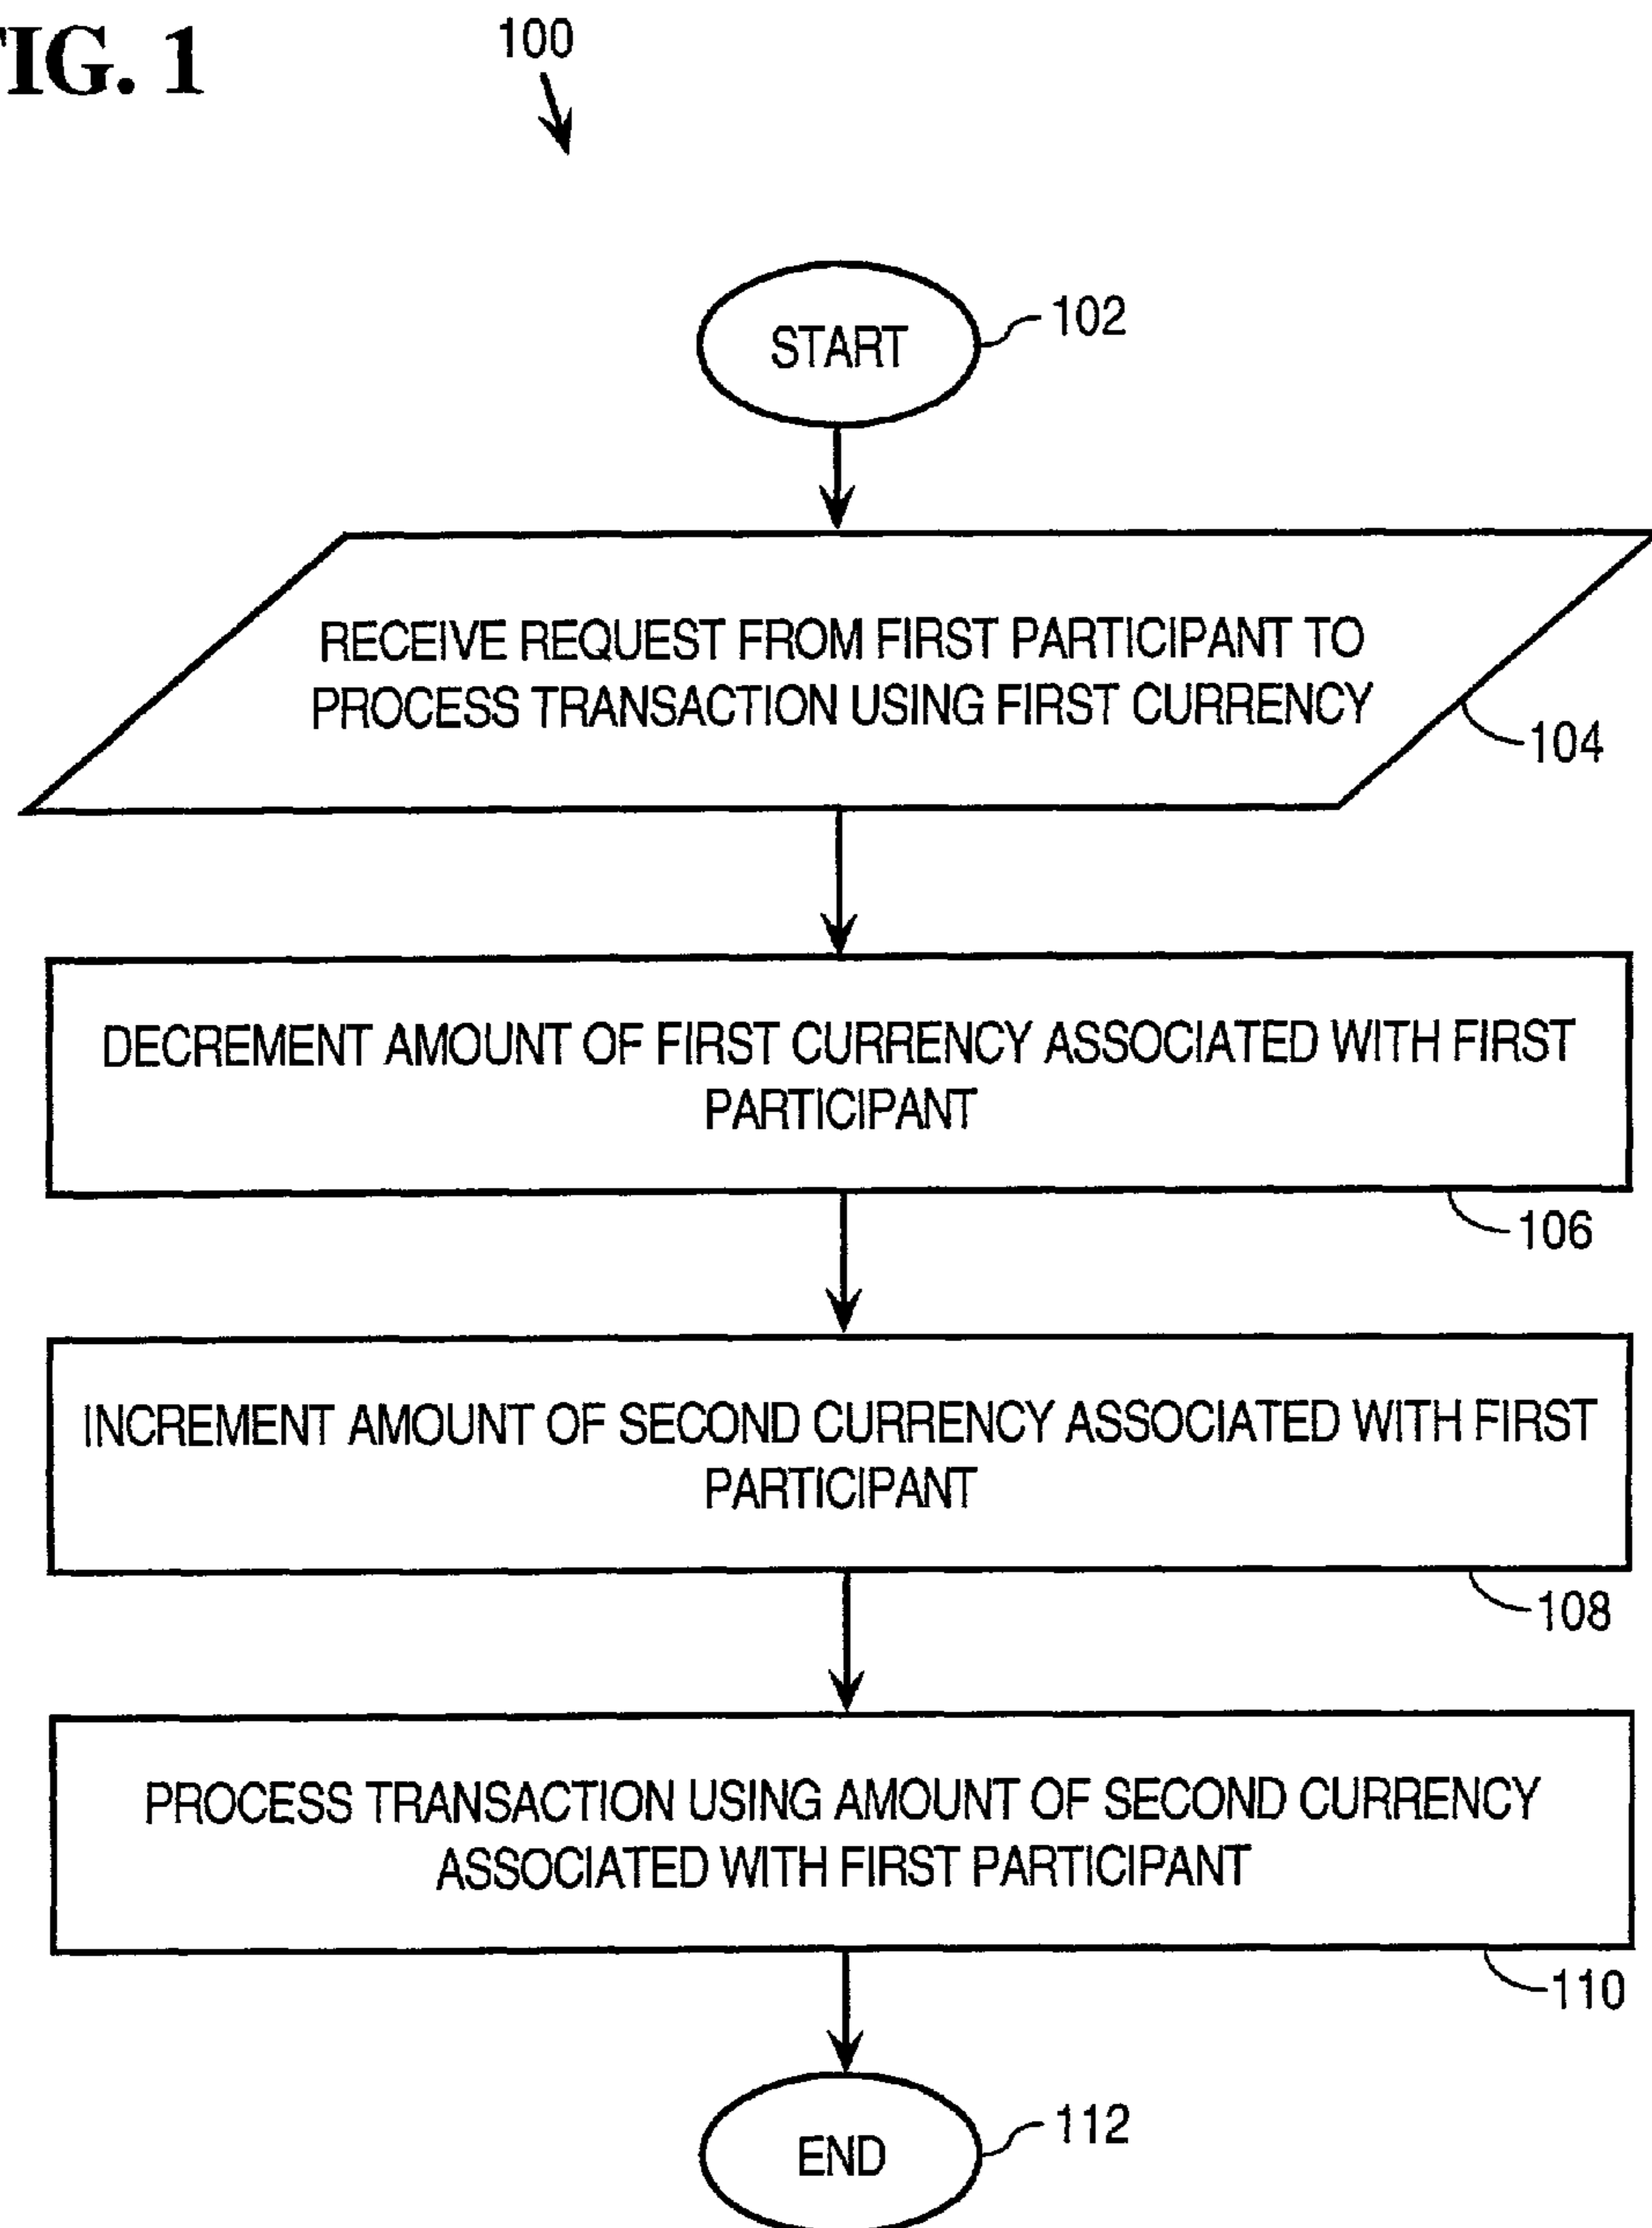 FIG. 1
100
START
102
RECEIVE REQUEST FROM FIRST PARTICIPANT TO
PROCESS TRANSACTION USING FIRST CURRENCY
104
DECREMENT AMOUNT OF FIRST CURRENCY ASSOCIATED WITH FIRST
PARTICIPANT
106
INCREMENT AMOUNT OF SECOND CURRENCY ASSOCIATED WITH FIRST
PARTICIPANT
108
PROCESS TRANSACTION USING AMOUNT OF SECOND CURRENCY
ASSOCIATED WITH FIRST PARTICIPANT
110
END
112